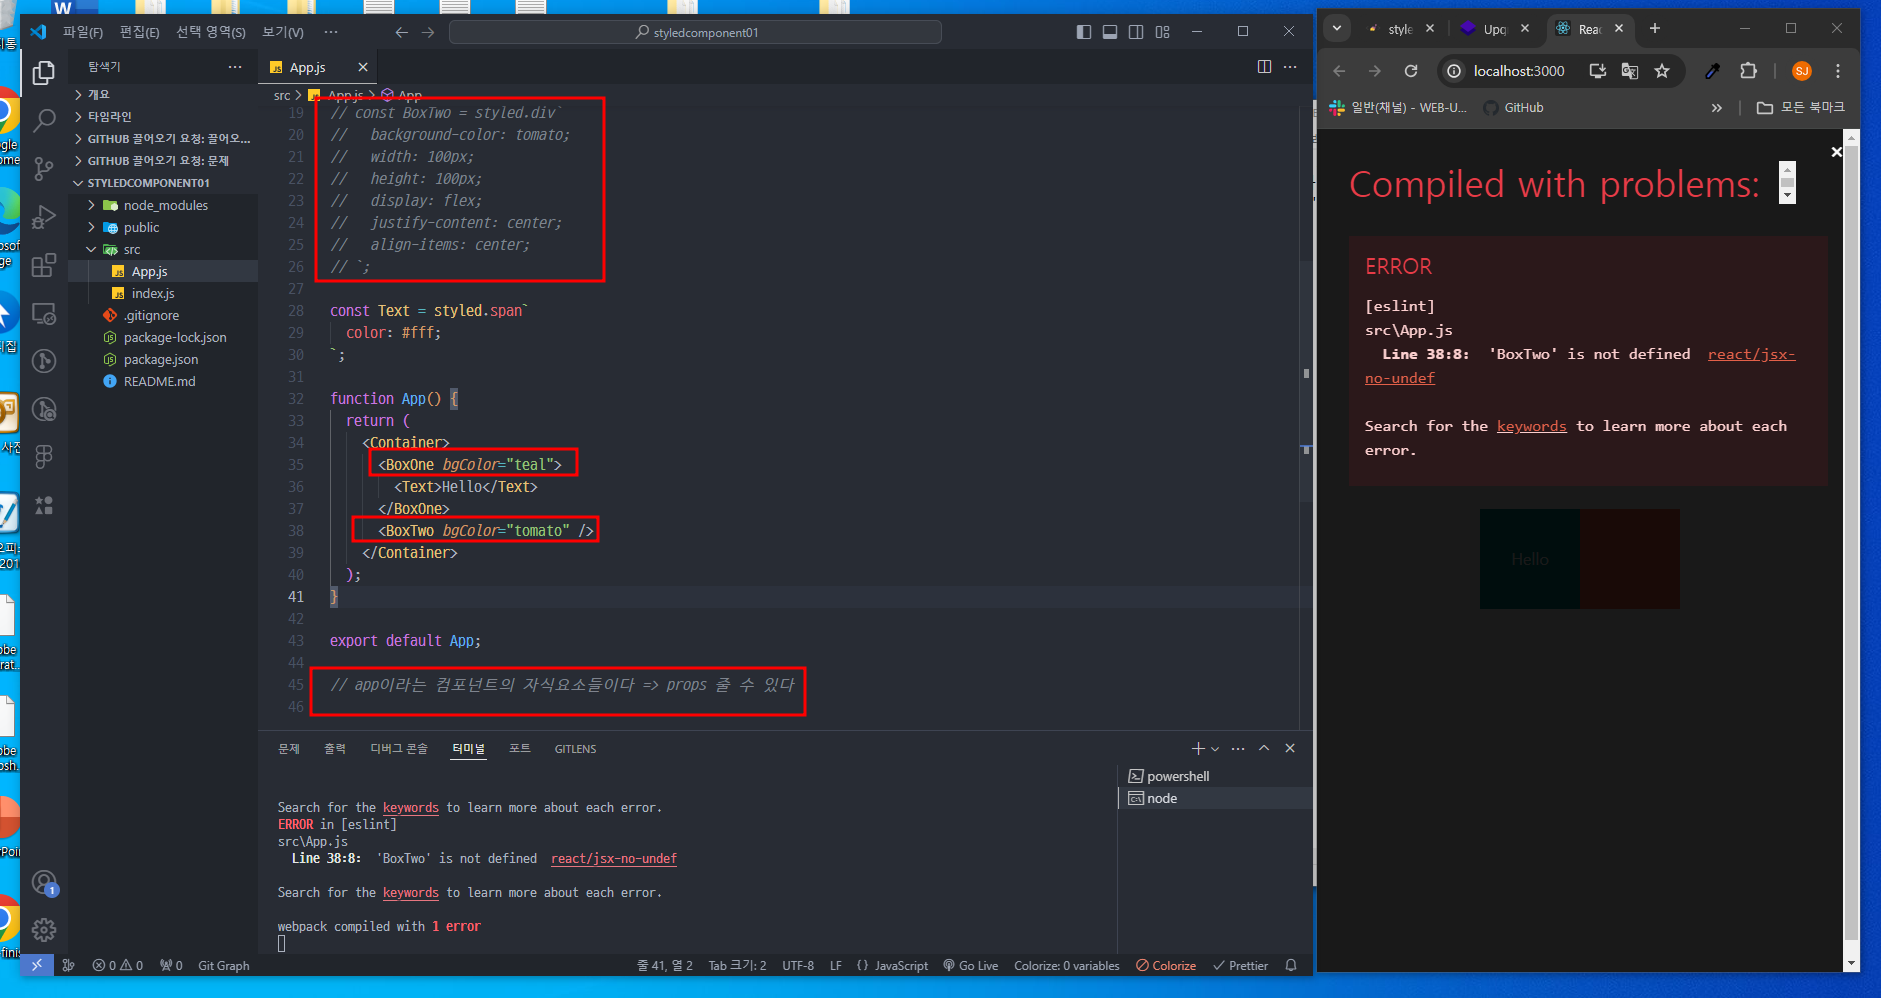 파일(F) 편집(E) 선택 영역(S) 보기(V) ···
styledcomponent01
탐색기
개요
타임라인
GITHUB 끌어오기 요청: 끌어오...
GITHUB 끌어오기 요청: 문제
STYLEDCOMPONENT01
node_modules
public
src
App.js
index.js
.gitignore
package-lock.json
package.json
README.md
App.js
src > App.js > App
19 // const BoxTwo = styled.div`
20 //   background-color: tomato;
21 //   width: 100px;
22 //   height: 100px;
23 //   display: flex;
24 //   justify-content: center;
25 //   align-items: center;
26 // `;
27
28 const Text = styled.span`
29   color: #fff;
30 `;
31
32 function App() {
33   return (
34     <Container>
35       <BoxOne bgColor="teal">
36         <Text>Hello</Text>
37       </BoxOne>
38       <BoxTwo bgColor="tomato" />
39     </Container>
40   );
41 }
42
43 export default App;
44
45 // app이라는 컴포넌트의 자식요소들이다 => props 줄 수 있다
46
문제 출력 디버그 콘솔 터미널 포트 GITLENS
powershell
node
Search for the keywords to learn more about each error.
ERROR in [eslint]
src\App.js
  Line 38:8:  'BoxTwo' is not defined  react/jsx-no-undef
Search for the keywords to learn more about each error.
webpack compiled with 1 error
1
0 0 0 Git Graph
줄 41, 열 2 Tab 크기: 2 UTF-8 LF {} JavaScript Go Live Colorize: 0 variables Colorize Prettier
style
Upg
Reac
localhost:3000
SJ
일반(채널) - WEB-U...
GitHub
모든 북마크
Compiled with problems:
ERROR
[eslint]
src\App.js
  Line 38:8:  'BoxTwo' is not defined  react/jsx-
no-undef
Search for the keywords to learn more about each
error.
Hello